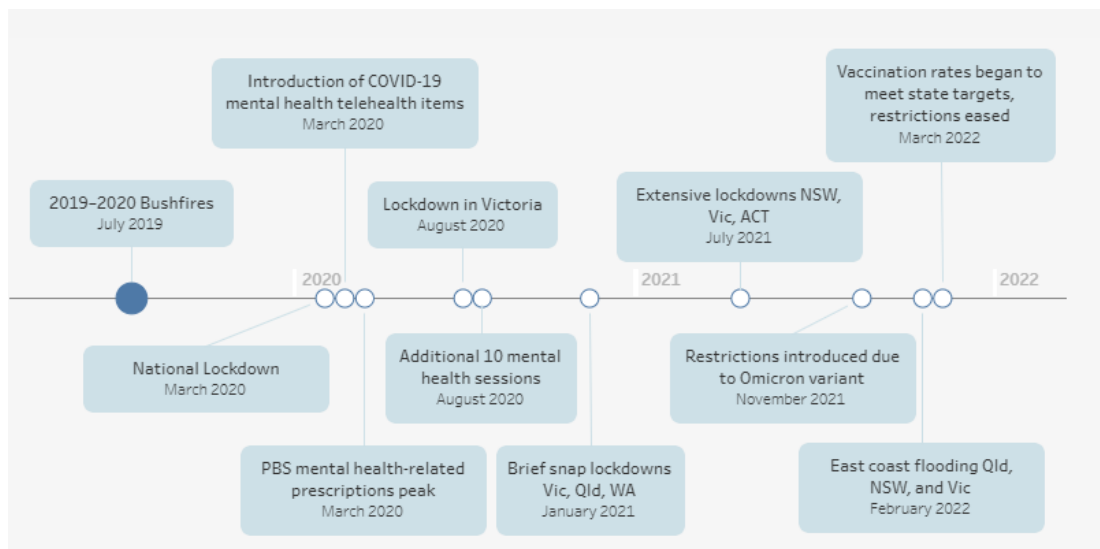 Introduction of COVID-19
mental health telehealth items
March 2020
Vaccination rates began to
meet state targets,
restrictions eased
March 2022
2019–2020 Bushfires
July 2019
Lockdown in Victoria
August 2020
Extensive lockdowns NSW,
Vic, ACT
July 2021
2020
2021
2022
National Lockdown
March 2020
Additional 10 mental
health sessions
August 2020
Restrictions introduced due
to Omicron variant
November 2021
PBS mental health-related
prescriptions peak
March 2020
Brief snap lockdowns
Vic, Qld, WA
January 2021
East coast flooding Qld,
NSW, and Vic
February 2022